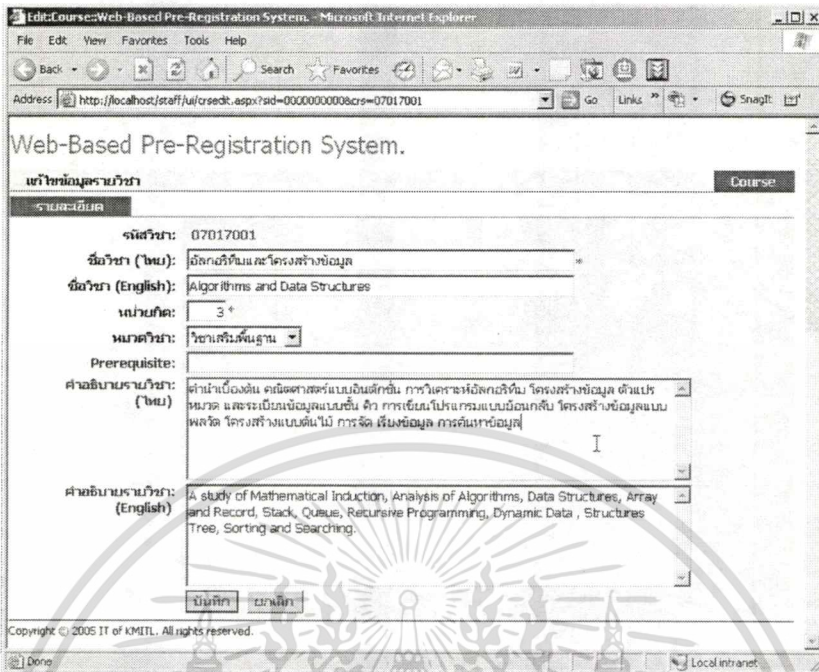 Edit:Course::Web-Based Pre-Registration System. - Microsoft Internet Explorer
File Edit View Favorites Tools Help
Back Search Favorites
Address http://localhost/staff/ui/crsedit.aspx?sid=0000000000&crs=07017001 Go Links » SnagIt
Web-Based Pre-Registration System.
แก้ไขข้อมูลรายวิชา Course
รายละเอียด
รหัสวิชา: 07017001
ชื่อวิชา (ไทย): อัลกอริทึมและโครงสร้างข้อมูล *
ชื่อวิชา (English): Algorithms and Data Structures
หน่วยกิต: 3 *
หมวดวิชา: วิชาเสริมพื้นฐาน
Prerequisite:
คำอธิบายรายวิชา: คำนำเบื้องต้น คณิตศาสตร์แบบอินดักชั่น การวิเคราะห์อัลกอริทึม โครงสร้างข้อมูล ตัวแปร
(ไทย) หมวด และระเบียนข้อมูลแบบชั้น คิว การเขียนโปรแกรมแบบย้อนกลับ โครงสร้างข้อมูลแบบ
พลวัต โครงสร้างแบบต้นไม้ การจัด เรียงข้อมูล การค้นหาข้อมูล
คำอธิบายรายวิชา: A study of Mathematical Induction, Analysis of Algorithms, Data Structures, Array
(English) and Record, Stack, Queue, Recursive Programming, Dynamic Data , Structures
Tree, Sorting and Searching.
บันทึก ยกเลิก
Copyright © 2005 IT of KMITL. All rights reserved.
Done Local intranet